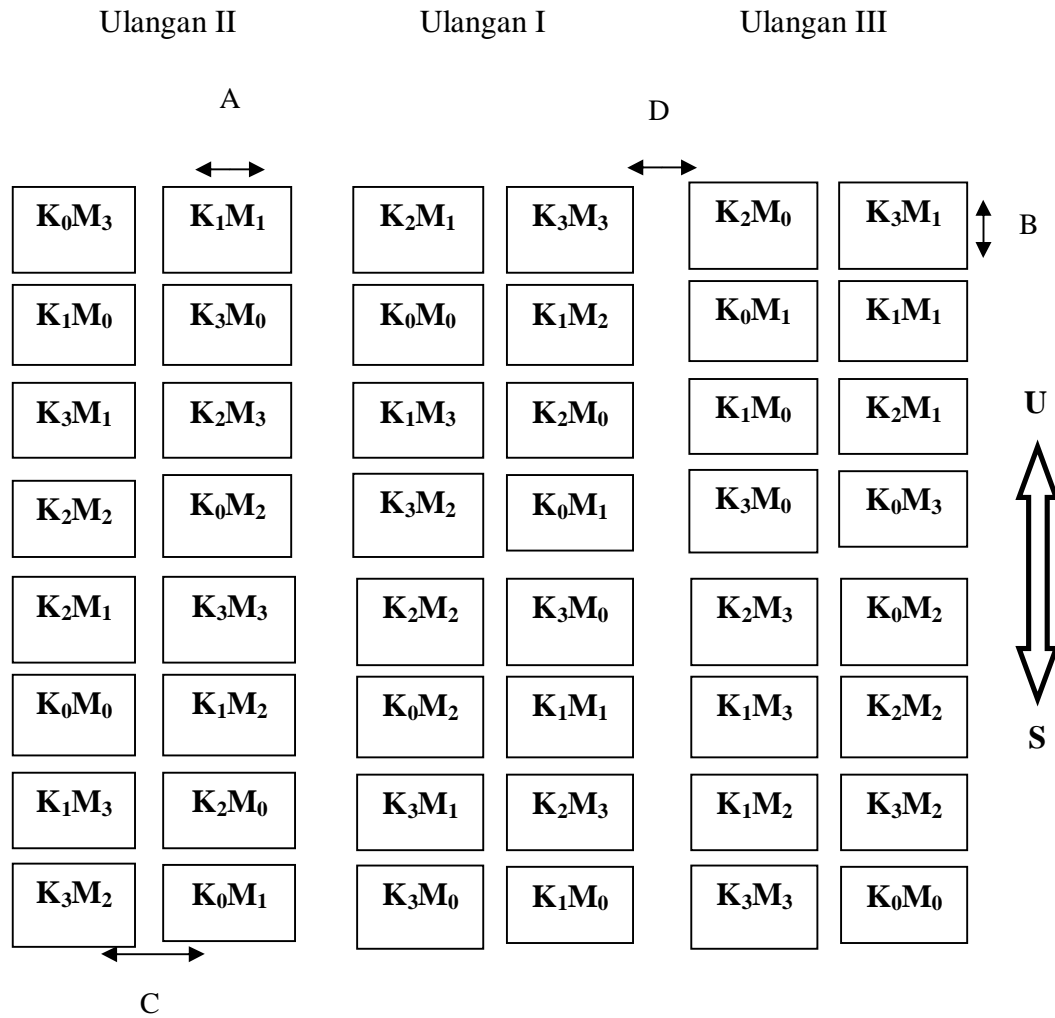 Ulangan II Ulangan I Ulangan III
A
D
K₀M₃ K₁M₁ K₂M₁ K₃M₃ K₂M₀ K₃M₁ B
K₁M₀ K₃M₀ K₀M₀ K₁M₂ K₀M₁ K₁M₁
K₃M₁ K₂M₃ K₁M₃ K₂M₀ K₁M₀ K₂M₁ U
K₂M₂ K₀M₂ K₃M₂ K₀M₁ K₃M₀ K₀M₃
K₂M₁ K₃M₃ K₂M₂ K₃M₀ K₂M₃ K₀M₂
K₀M₀ K₁M₂ K₀M₂ K₁M₁ K₁M₃ K₂M₂ S
K₁M₃ K₂M₀ K₃M₁ K₂M₃ K₁M₂ K₃M₂
K₃M₂ K₀M₁ K₃M₀ K₁M₀ K₃M₃ K₀M₀
C